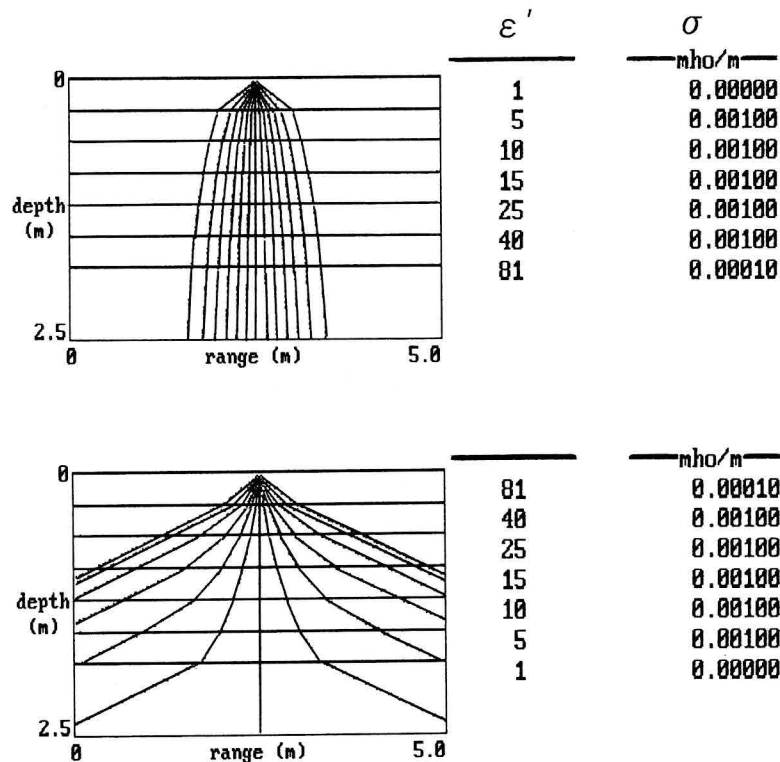 ε' σ
mho/m
0
1 0.00000
5 0.00100
10 0.00100
15 0.00100
depth 25 0.00100
(m) 40 0.00100
81 0.00010
2.5
0 range (m) 5.0
mho/m
0
81 0.00010
40 0.00100
25 0.00100
15 0.00100
depth 10 0.00100
(m) 5 0.00100
1 0.00000
2.5
0 range (m) 5.0